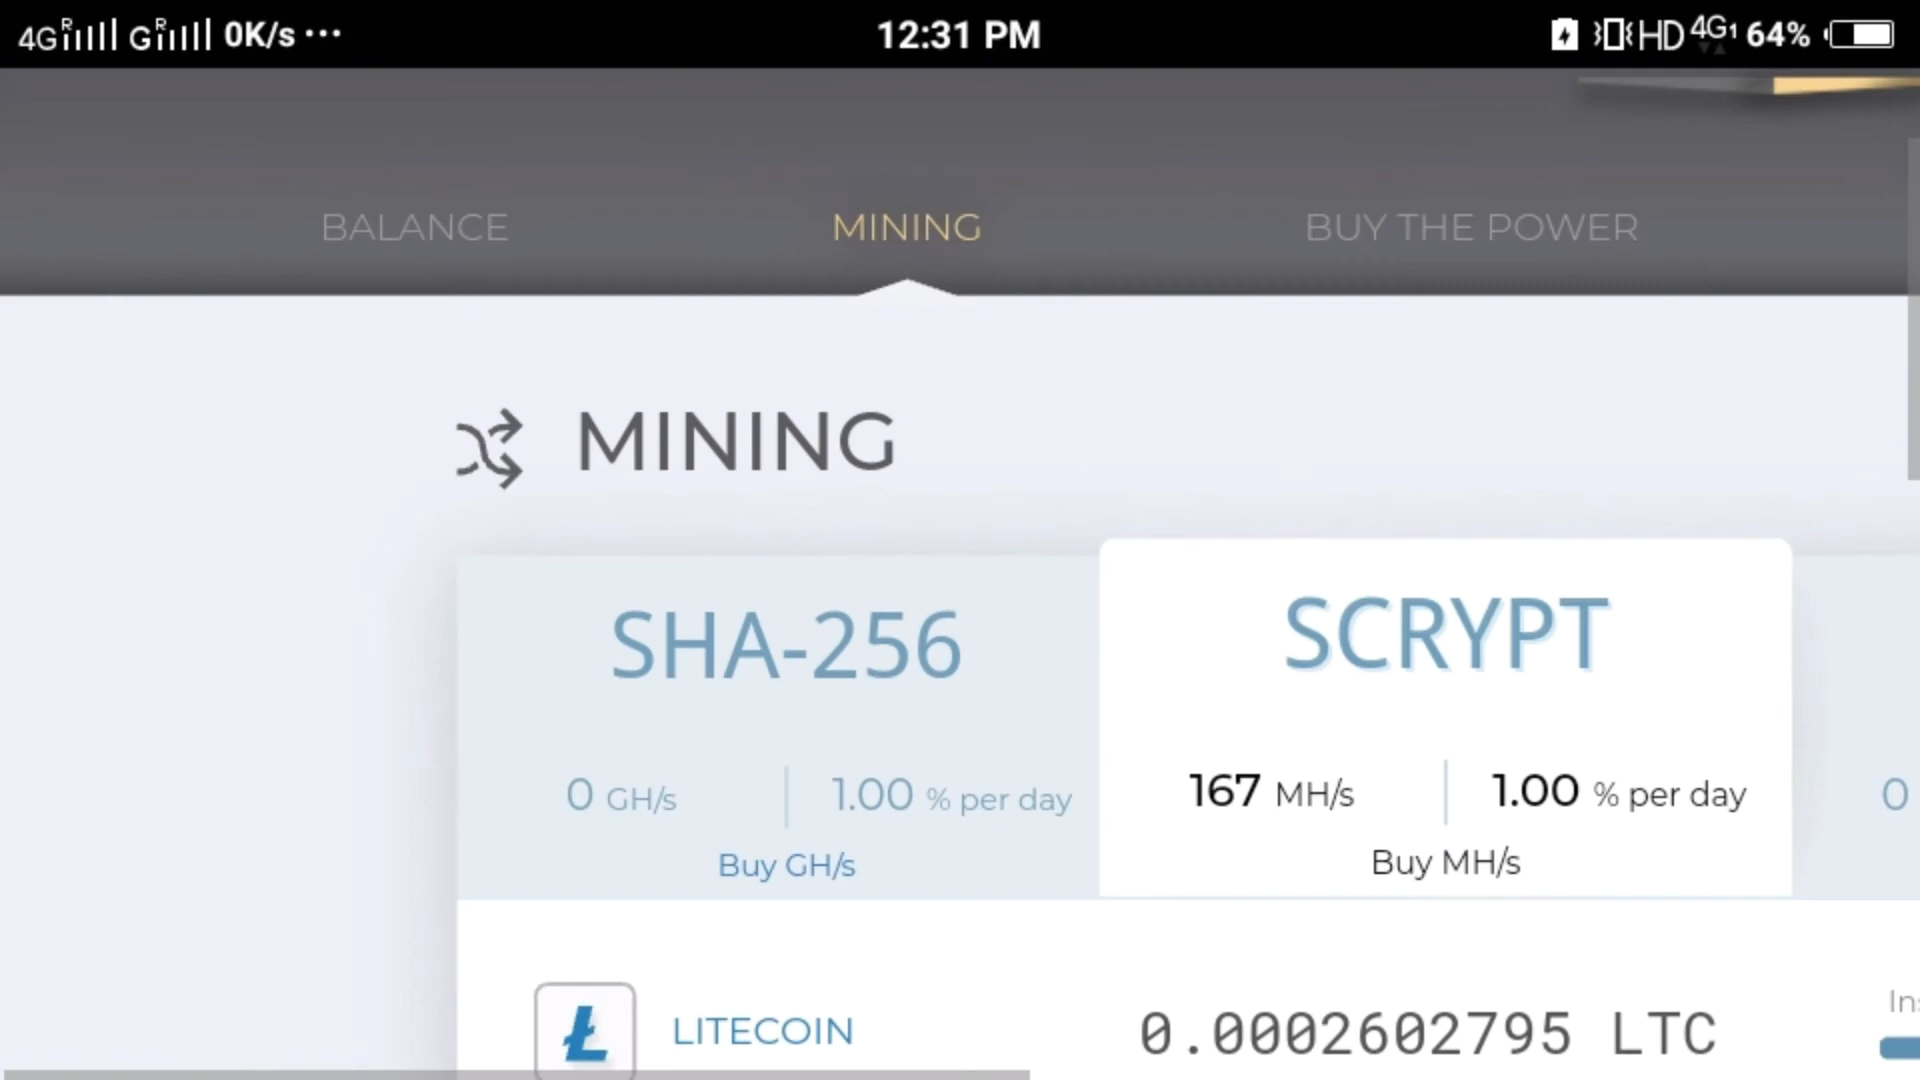 4G R G R 0K/s ... 12:31 PM HD 4G1 64%
BALANCE MINING BUY THE POWER
MINING
SHA-256 SCRYPT
0 GH/s 1.00 % per day 167 MH/s 1.00 % per day 0
Buy GH/s Buy MH/s
LITECOIN 0.0002602795 LTC